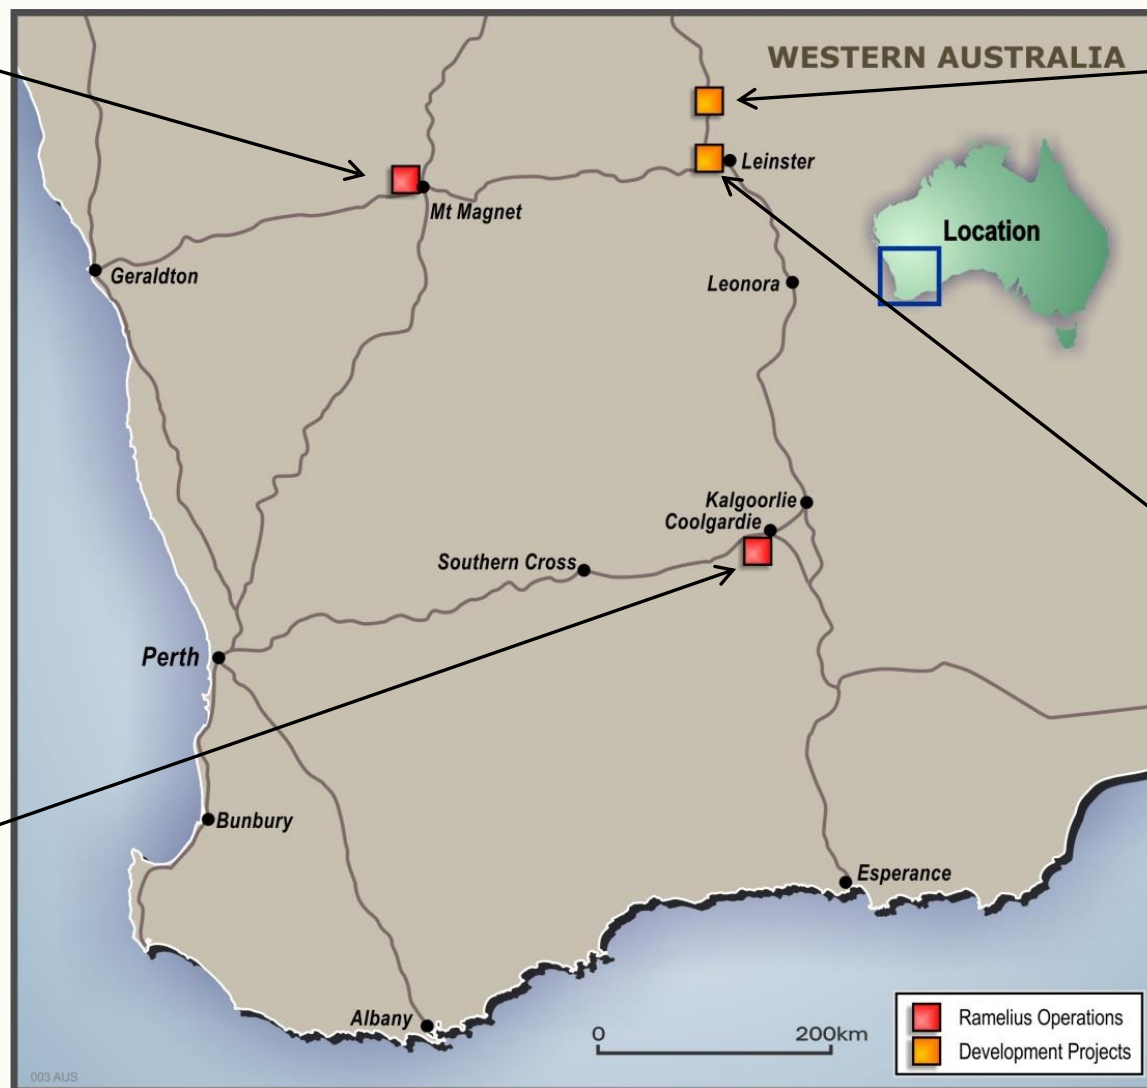 WESTERN AUSTRALIA
Leinster
Mt Magnet
Location
Geraldton
Leonora
Kalgoorlie
Coolgardie
Southern Cross
Perth
Bunbury
Esperance
Albany
0 200km
Ramelius Operations
Development Projects
003 AUS